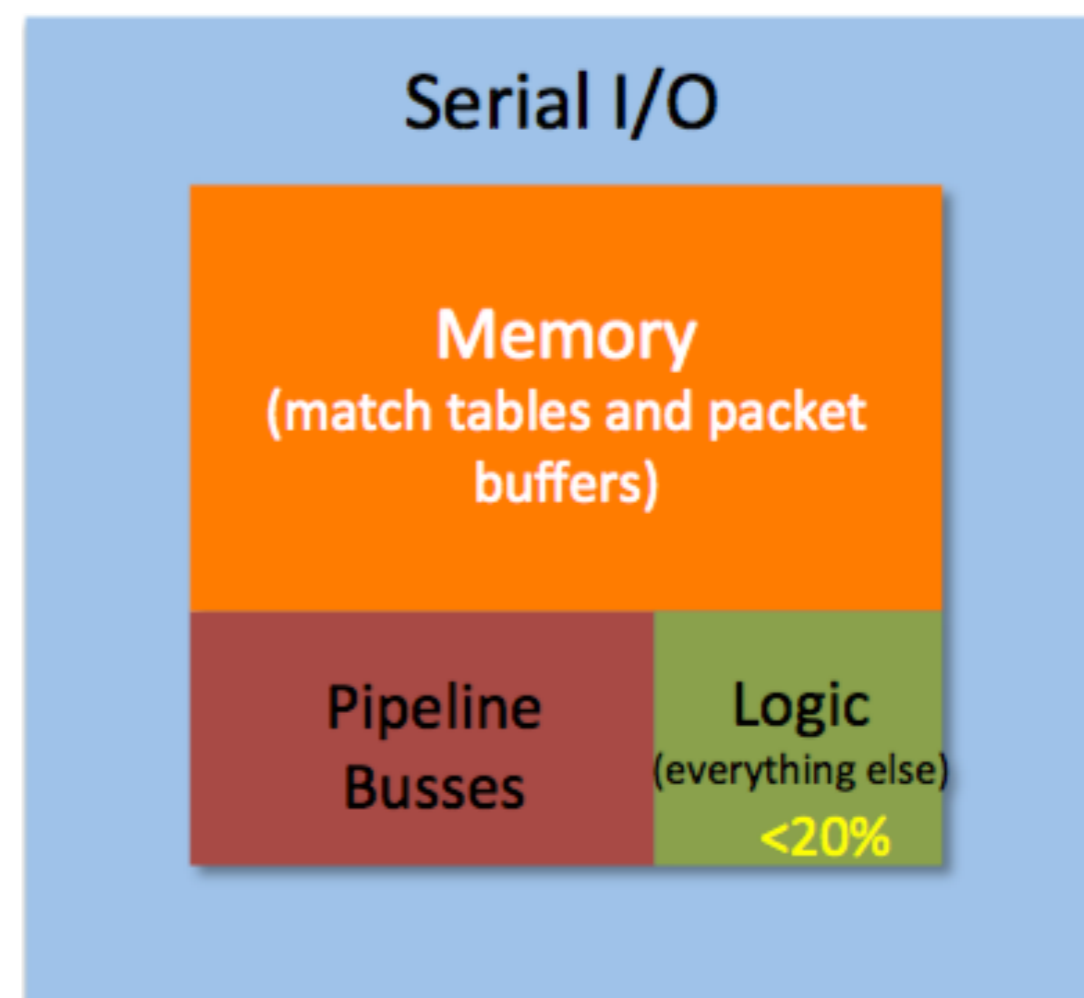 Serial I/O
Memory
(match tables and packet
buffers)
Pipeline
Busses
Logic
(everything else)
<20%